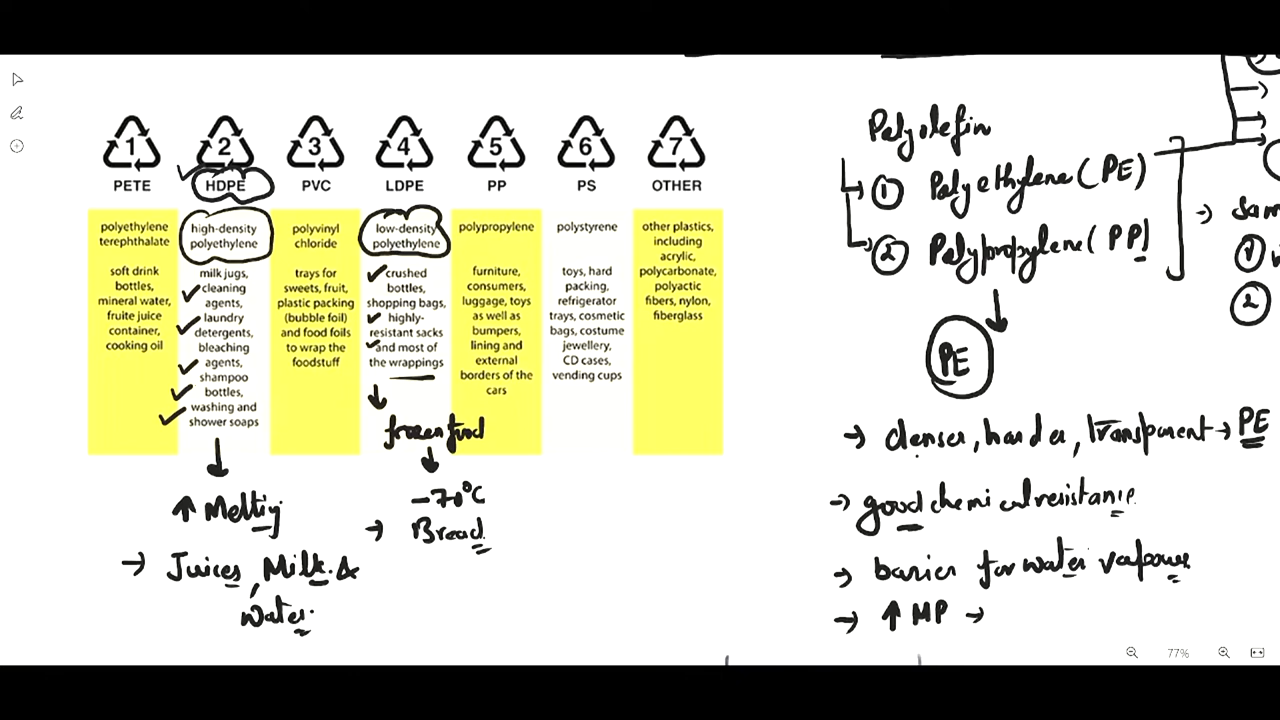 1
PETE
polyethylene
terephthalate
soft drink
bottles,
mineral water,
fruite juice
container,
cooking oil
2
HDPE
high-density
polyethylene
milk jugs,
cleaning
agents,
laundry
detergents,
bleaching
agents,
shampoo
bottles,
washing and
shower soaps
↑ Melting
→ Juices, Milk &
Water.
3
PVC
polyvinyl
chloride
trays for
sweets, fruit,
plastic packing
(bubble foil)
and food foils
to wrap the
foodstuff
4
LDPE
low-density
polyethylene
crushed
bottles,
shopping bags,
highly-
resistant sacks
and most of
the wrappings
frozen food
-70°C
→ Bread
5
PP
polypropylene
furniture,
consumers,
luggage, toys
as well as
bumpers,
lining and
external
borders of the
cars
6
PS
polystyrene
toys, hard
packing,
refrigerator
trays, cosmetic
bags, costume
jewellery,
CD cases,
vending cups
7
OTHER
other plastics,
including
acrylic,
polycarbonate,
polyactic
fibers, nylon,
fiberglass
Polyolefin
① Polyethylene (PE)
② Polypropylene (PP)
PE
→ denser, harder, transparent → PE
→ good chemical resistance
→ barrier for water vapour
→ ↑ MP →
①
②
77%